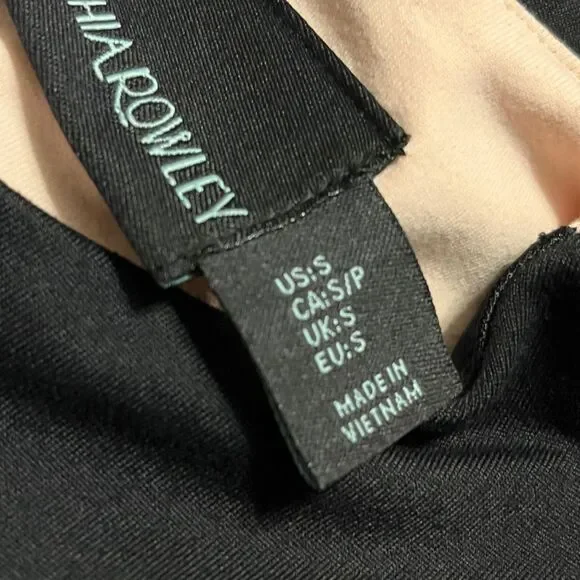 HIA ROWLEY
US:S
CA:S/P
UK:S
EU:S
MADE IN
VIETNAM